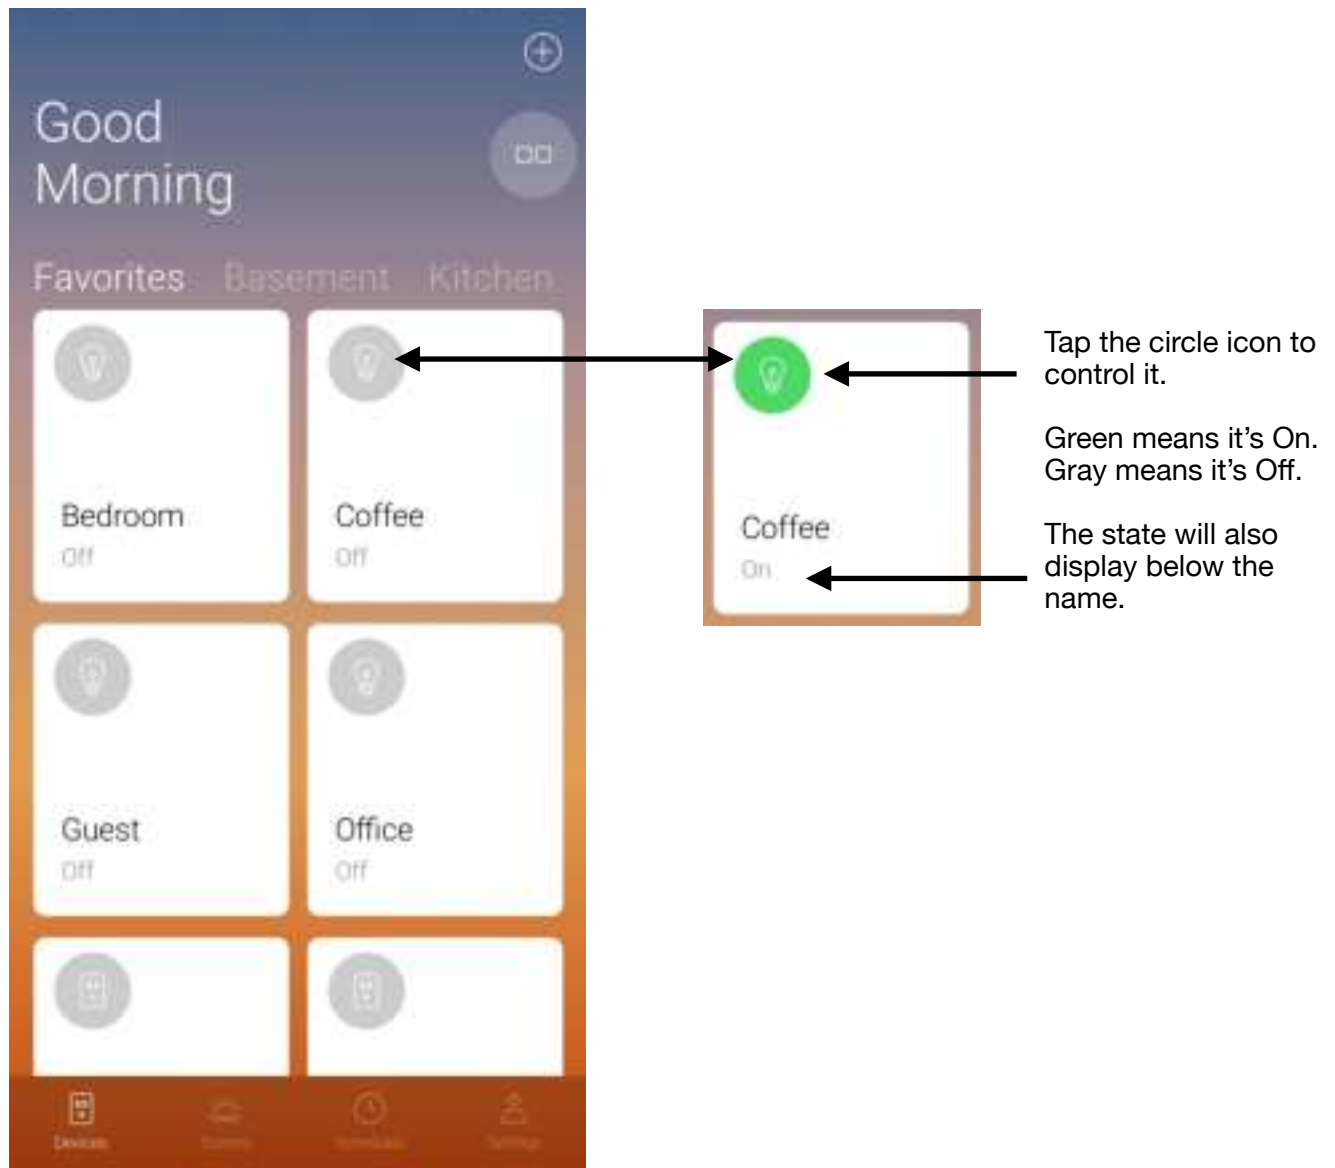 Good
Morning
Favorites Basement Kitchen
Bedroom
Off
Coffee
Off
Guest
Off
Office
Off
Devices
Coffee
On
Tap the circle icon to
control it.
Green means it’s On.
Gray means it’s Off.
The state will also
display below the
name.